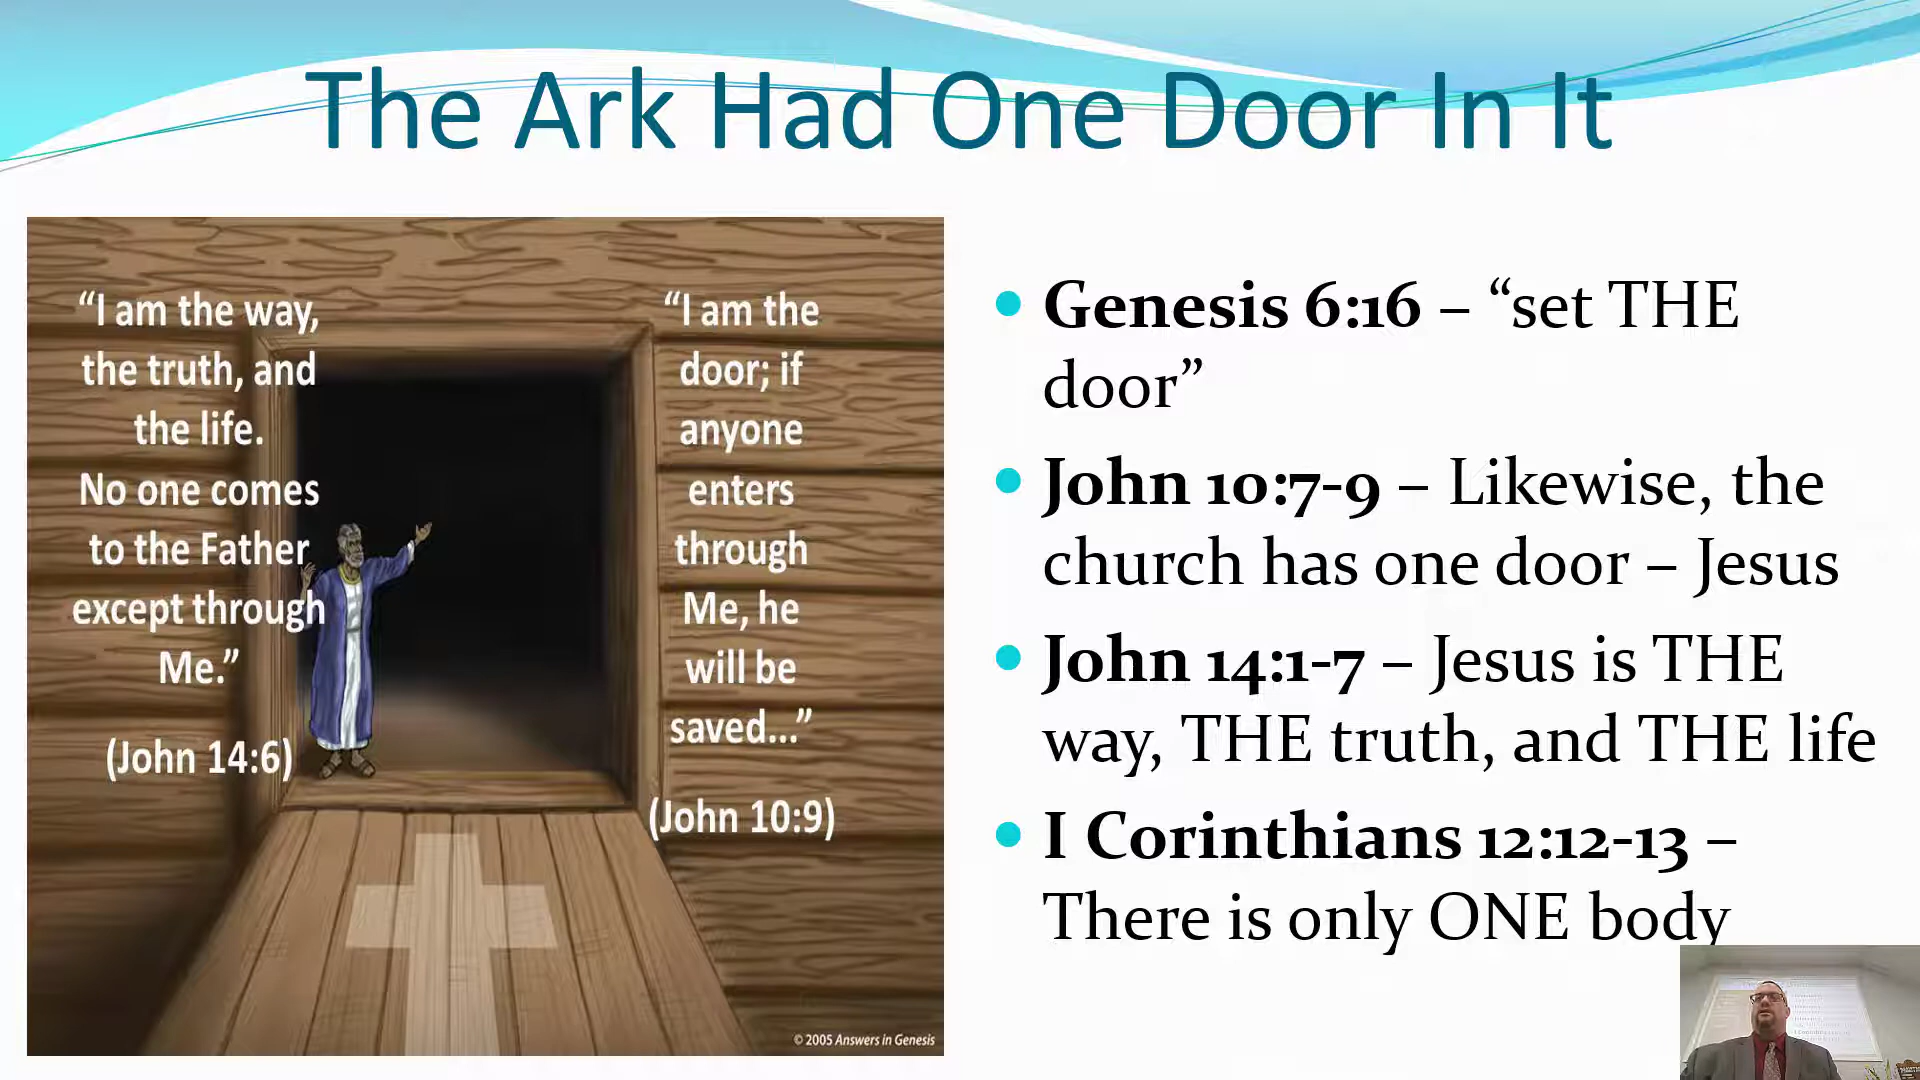 The Ark Had One Door In It
“I am the way,
the truth, and
the life.
No one comes
to the Father
except through
Me.”
(John 14:6)
“I am the
door; if
anyone
enters
through
Me, he
will be
saved...”
(John 10:9)
© 2005 Answers in Genesis
• Genesis 6:16 – “set THE
door”
• John 10:7-9 – Likewise, the
church has one door – Jesus
• John 14:1-7 – Jesus is THE
way, THE truth, and THE life
• I Corinthians 12:12-13 –
There is only ONE body